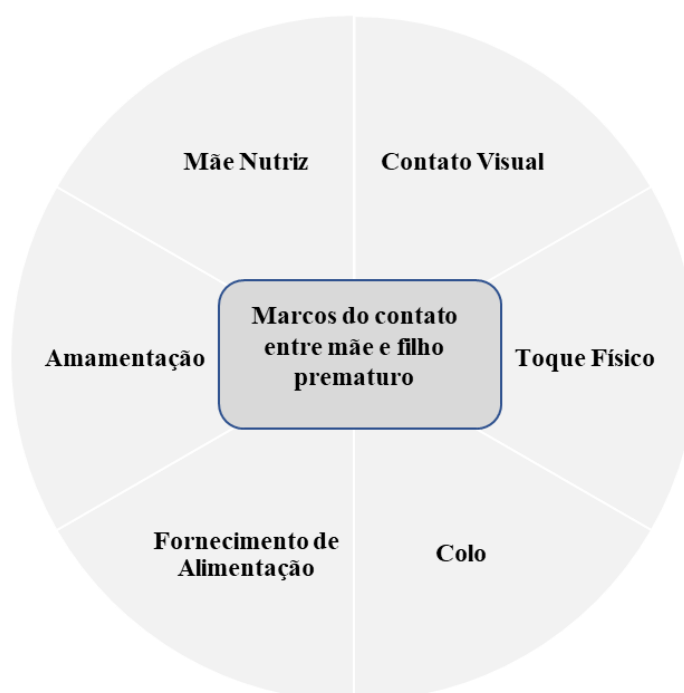 Mãe Nutriz
Contato Visual
Marcos do contato
entre mãe e filho
prematuro
Amamentação
Toque Físico
Fornecimento de
Alimentação
Colo